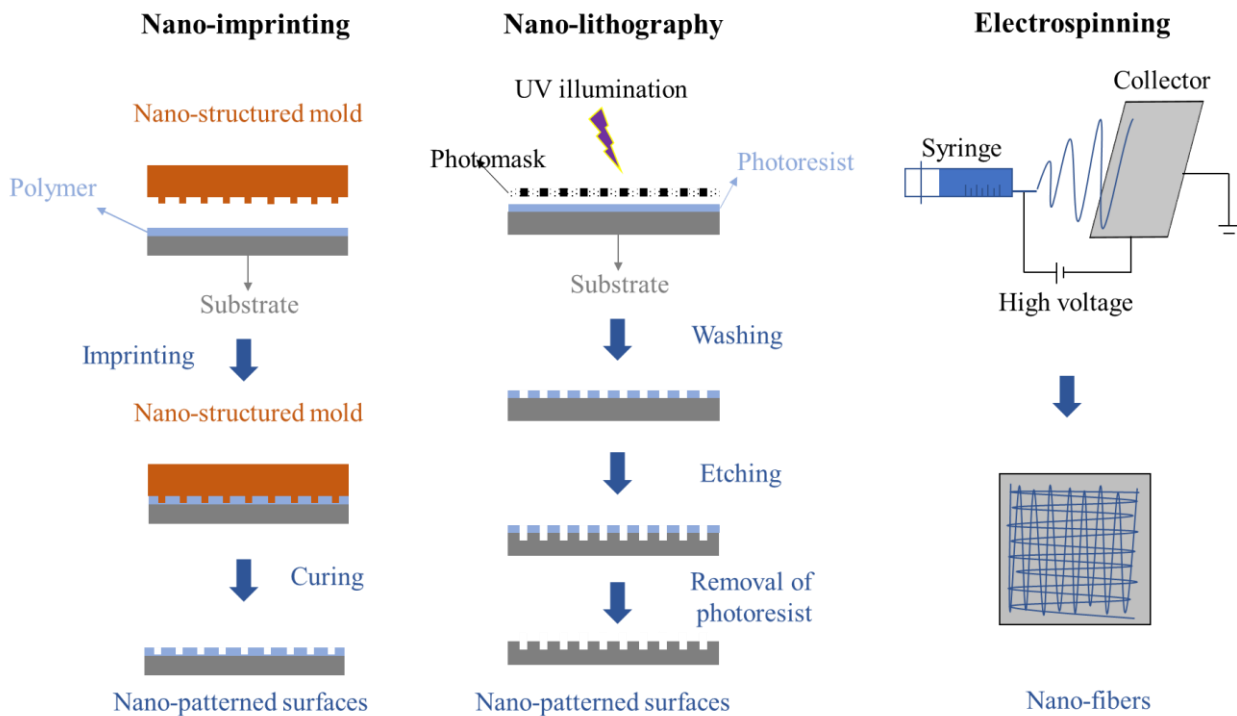 Nano-imprinting
Nano-structured mold
Polymer
Substrate
Imprinting
Nano-structured mold
Curing
Nano-patterned surfaces
Nano-lithography
UV illumination
Photomask
Photoresist
Substrate
Washing
Etching
Removal of
photoresist
Nano-patterned surfaces
Electrospinning
Collector
Syringe
High voltage
Nano-fibers